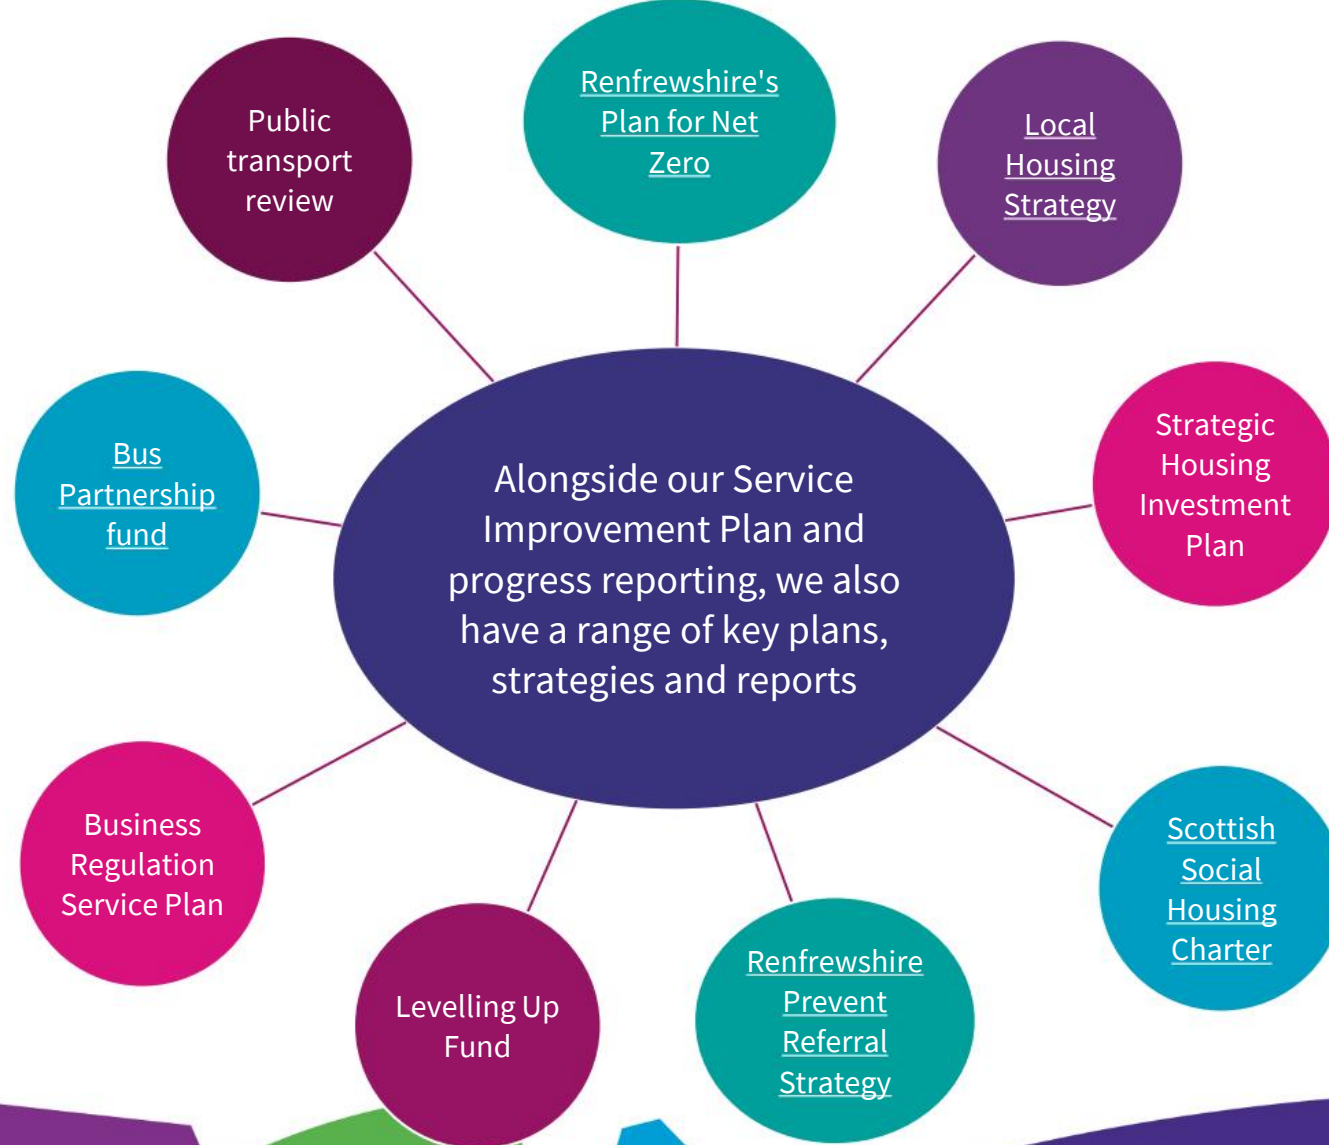 Public
transport
review
Renfrewshire's
Plan for Net
Zero
Local
Housing
Strategy
Bus
Partnership
fund
Alongside our Service
Improvement Plan and
progress reporting, we also
have a range of key plans,
strategies and reports
Strategic
Housing
Investment
Plan
Business
Regulation
Service Plan
Levelling Up
Fund
Renfrewshire
Prevent
Referral
Strategy
Scottish
Social
Housing
Charter